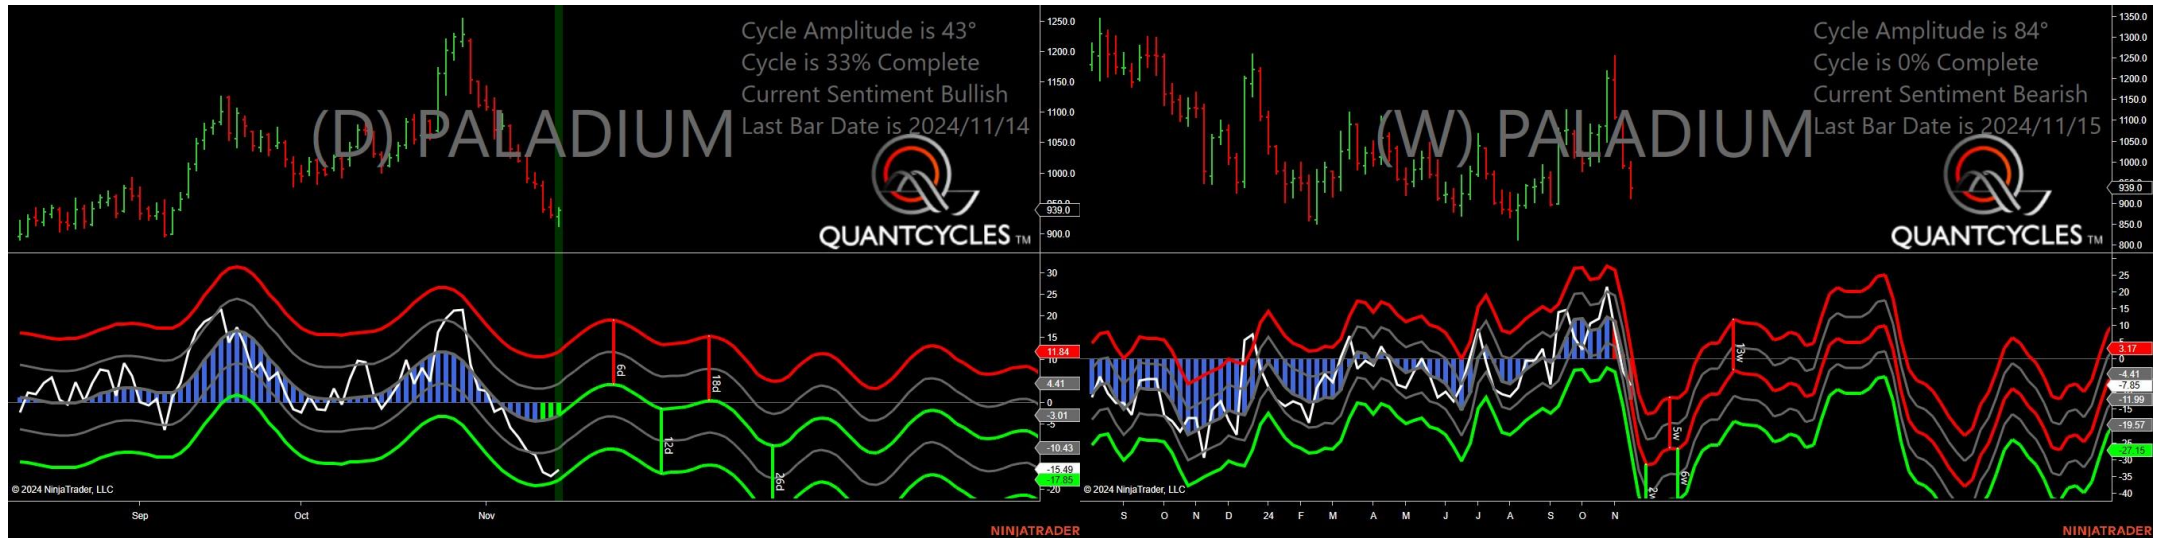 Cycle Amplitude is 43°
Cycle is 33% Complete
Current Sentiment Bullish
Last Bar Date is 2024/11/14
(D) PALADIUM
QUANTCYCLES TM
1250.0
1200.0
1150.0
1100.0
1050.0
1000.0
939.0
900.0
30
25
20
15
11.84
10
4.41
0
-3.01
-5
-10.43
-15.49
-17.85
-20
6d
12d
18d
26d
© 2024 NinjaTrader, LLC
Sep Oct Nov
NINJATRADER
Cycle Amplitude is 84°
Cycle is 0% Complete
Current Sentiment Bearish
Last Bar Date is 2024/11/15
(W) PALADIUM
QUANTCYCLES TM
1350.0
1300.0
1250.0
1200.0
1150.0
1100.0
1050.0
1000.0
939.0
900.0
850.0
800.0
25
20
15
10
5
3.17
0
-4.41
-7.85
-11.99
-15
-19.57
-27.15
-30
-35
-40
13w
5w
6w
2w
© 2024 NinjaTrader, LLC
S O N D 24 F M A M J J A S O N
NINJATRADER